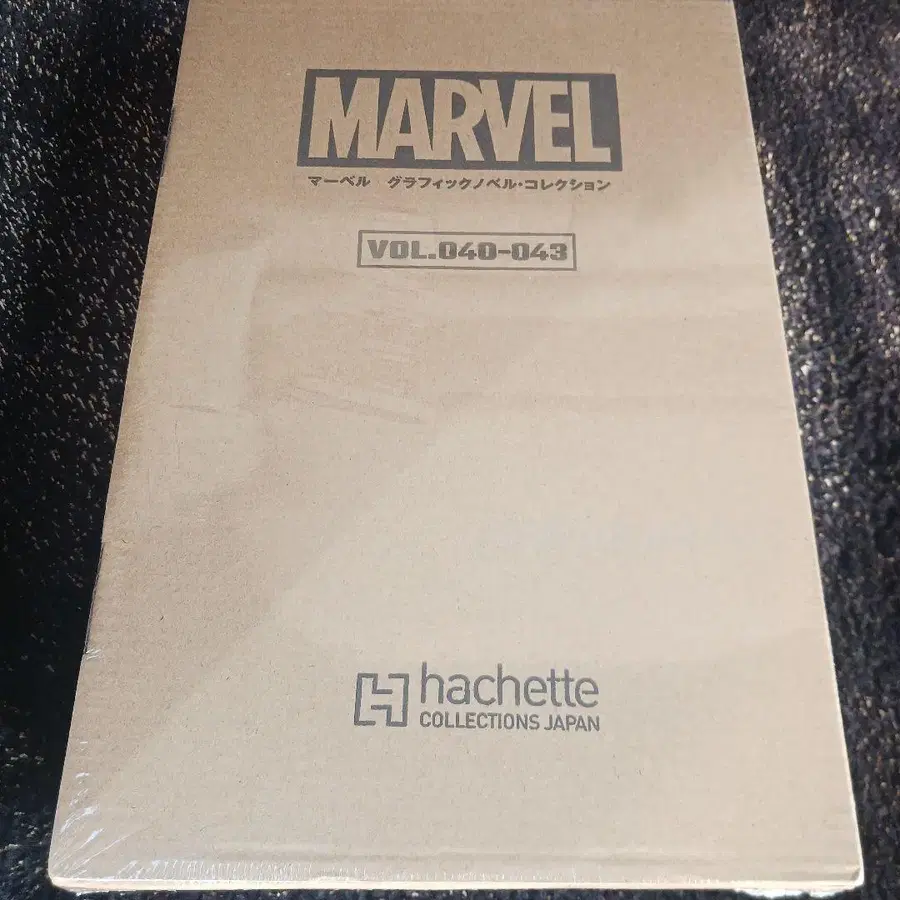 MARVEL
マーベル グラフィックノベル・コレクション
VOL.040-043
hachette
COLLECTIONS JAPAN